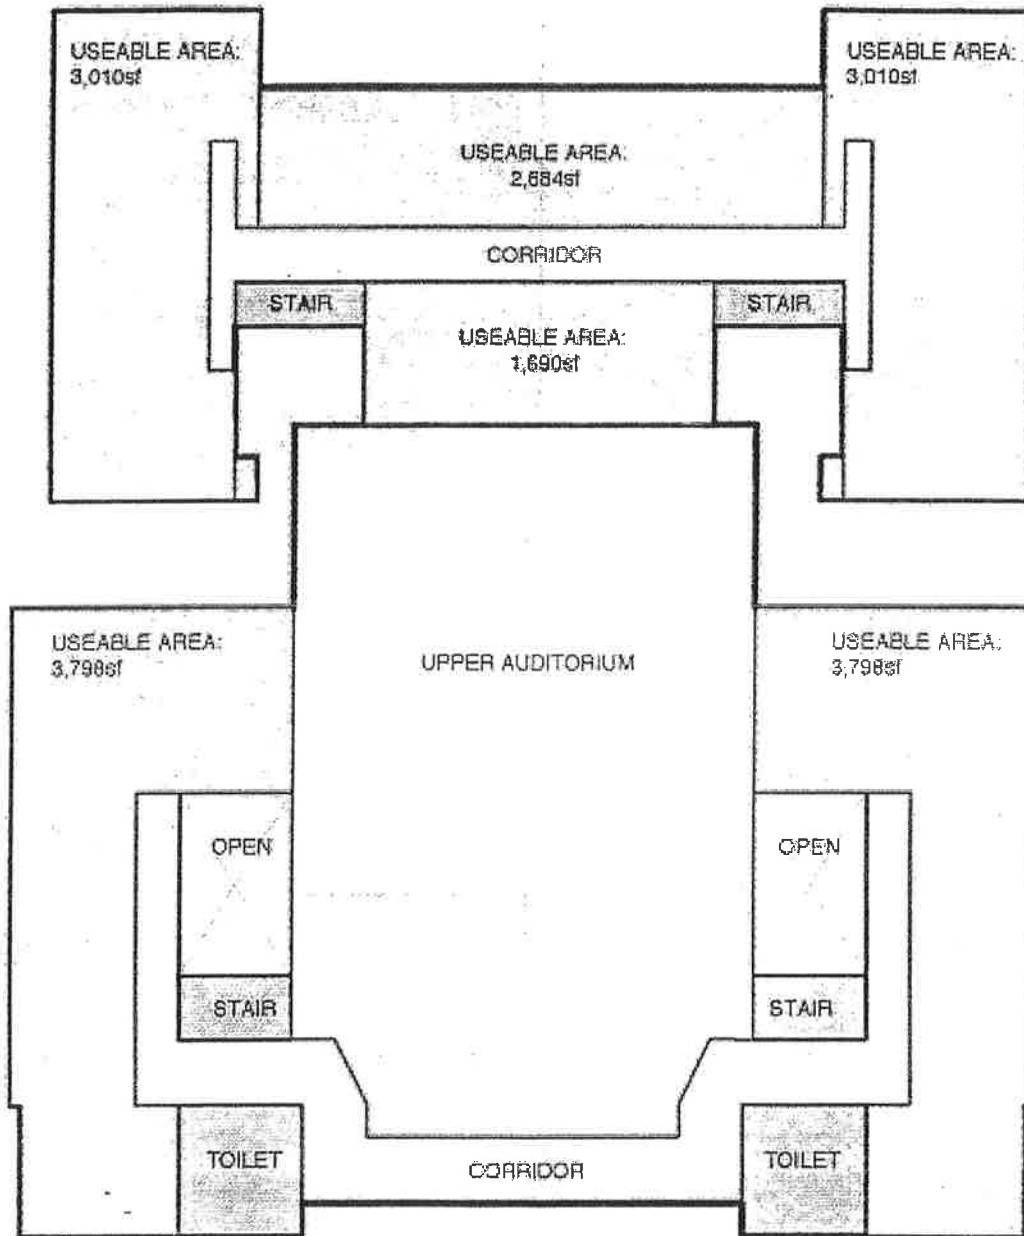 USEABLE AREA:
3,010sf
USEABLE AREA:
3,010sf
USEABLE AREA:
2,684sf
CORRIDOR
STAIR
STAIR
USEABLE AREA:
1,690sf
USEABLE AREA:
3,798sf
UPPER AUDITORIUM
USEABLE AREA:
3,798sf
OPEN
OPEN
STAIR
STAIR
TOILET
CORRIDOR
TOILET